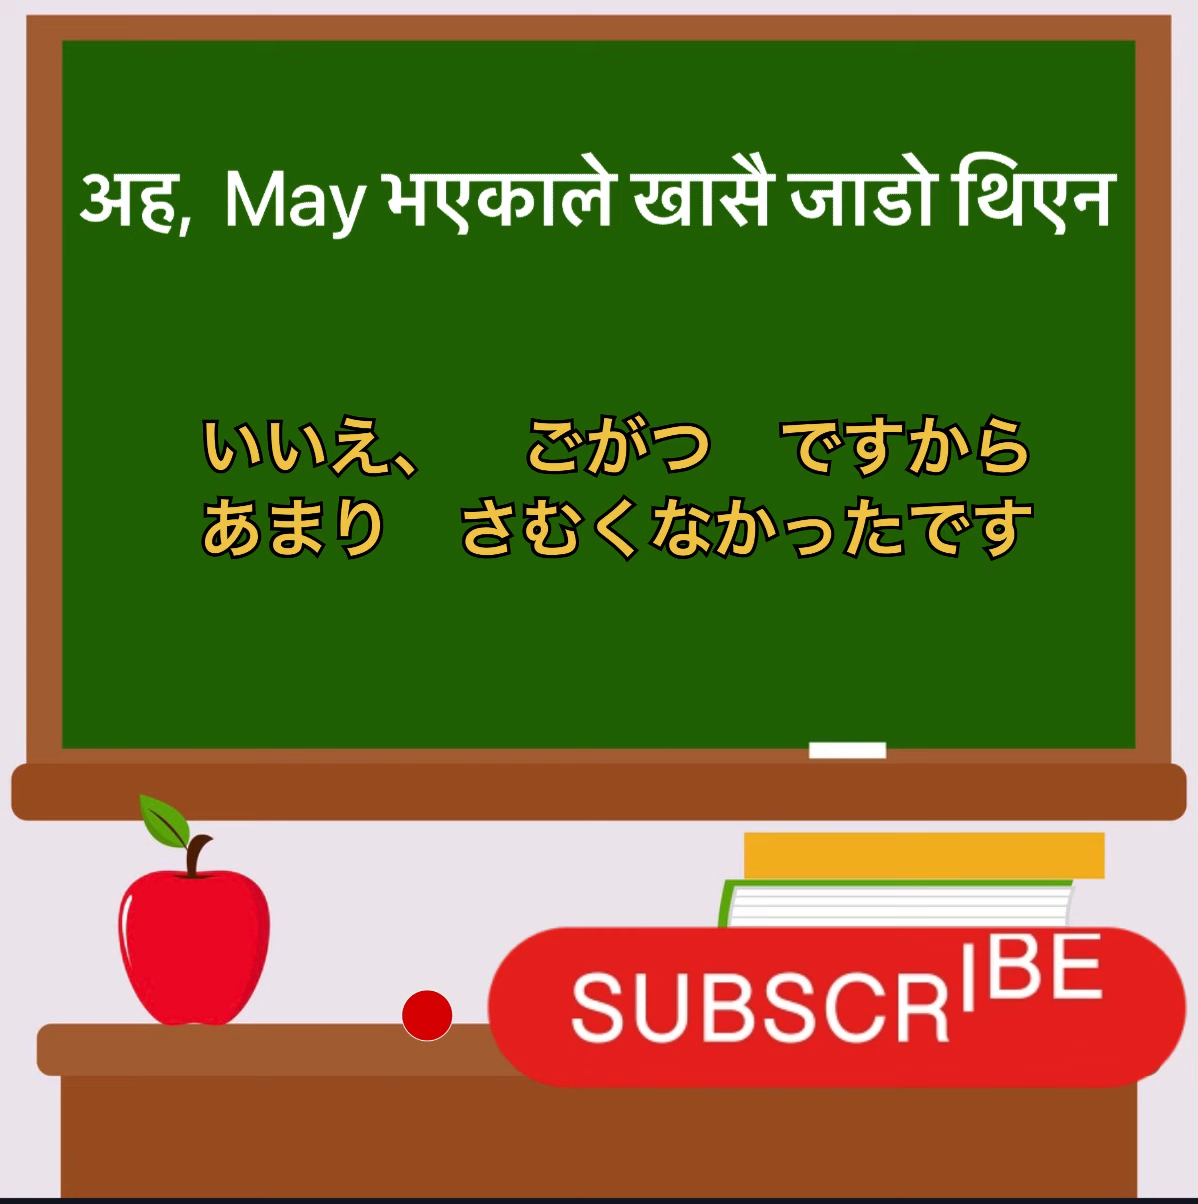 अह, May भएकाले खासै जाडो थिएन
いいえ、　ごがつ　ですから
あまり　さむくなかったです
SUBSCRIBE